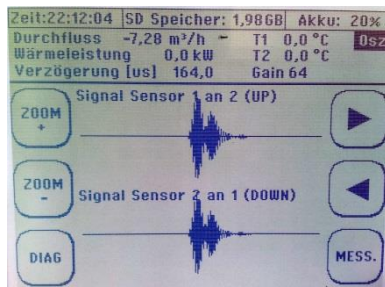 Zeit:22:12:04 SD Speicher: 1,98GB Akku: 20%
Durchfluss -7,28 m³/h T1 0,0 °C Osz
Wärmeleistung 0,0 kW T2 0,0 °C
Verzögerung [us] 164,0 Gain 64
Signal Sensor 1 an 2 (UP)
ZOOM
+
ZOOM
-
Signal Sensor 2 an 1 (DOWN)
DIAG
MESS.